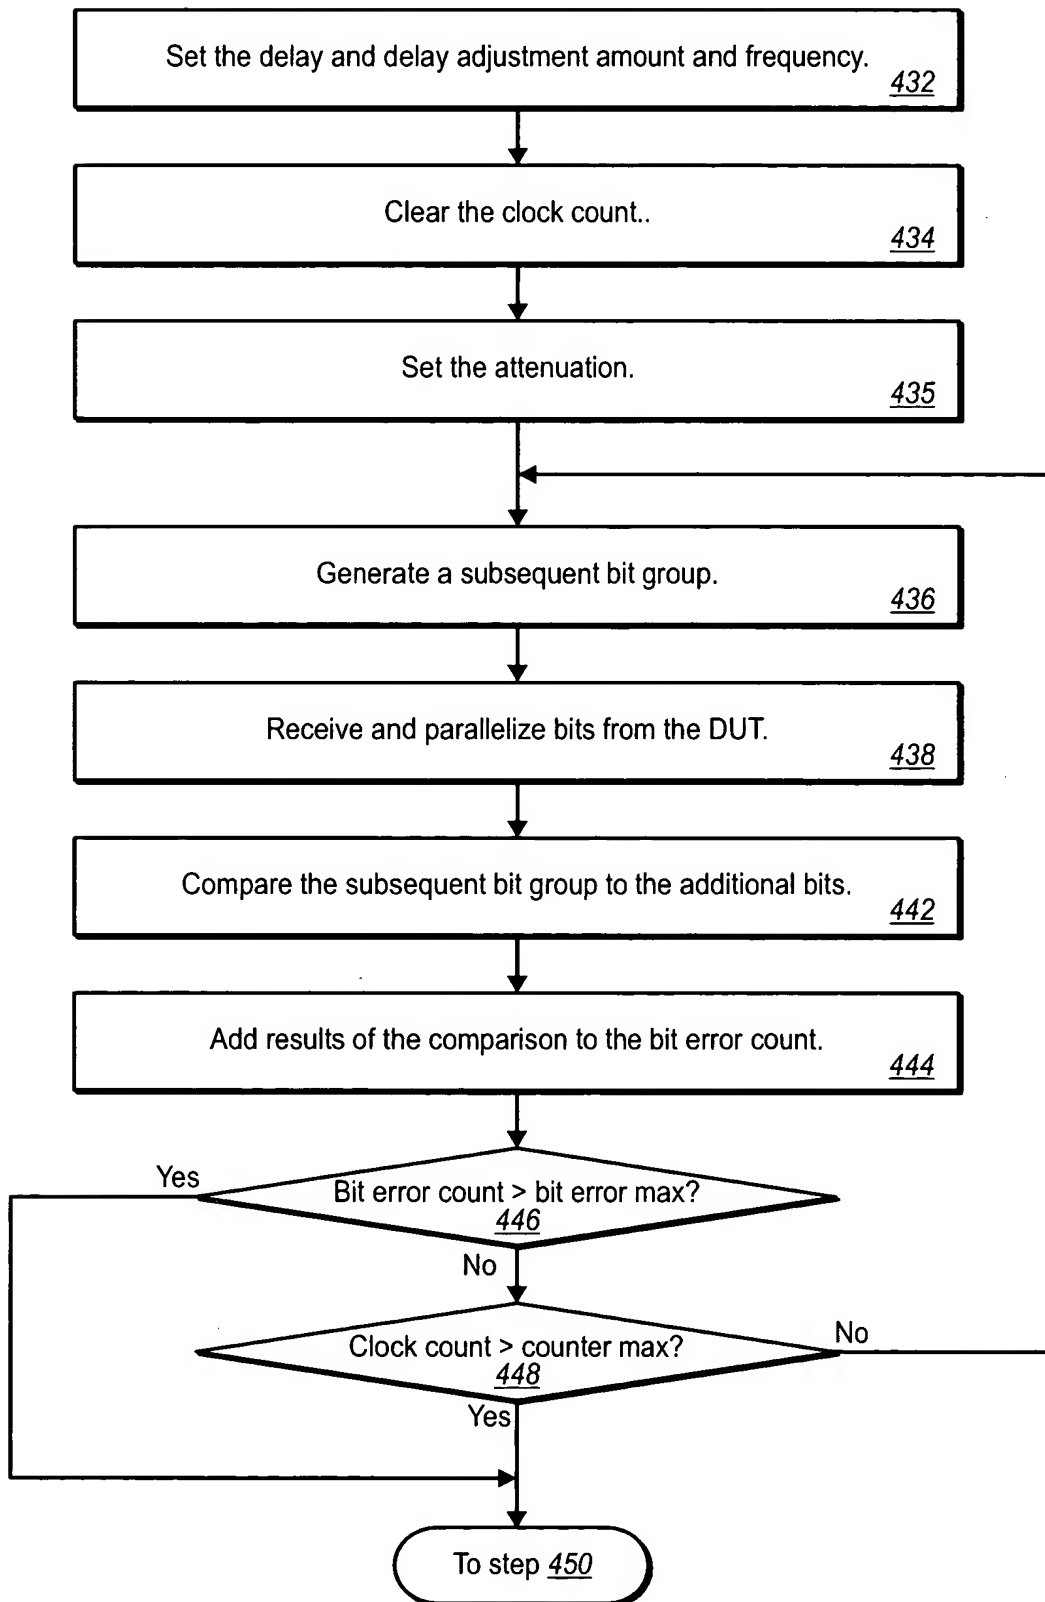 Set the delay and delay adjustment amount and frequency.
432
Clear the clock count..
434
Set the attenuation.
435
Generate a subsequent bit group.
436
Receive and parallelize bits from the DUT.
438
Compare the subsequent bit group to the additional bits.
442
Add results of the comparison to the bit error count.
444
Yes
Bit error count > bit error max?
446
No
Clock count > counter max?
448
No
Yes
To step 450